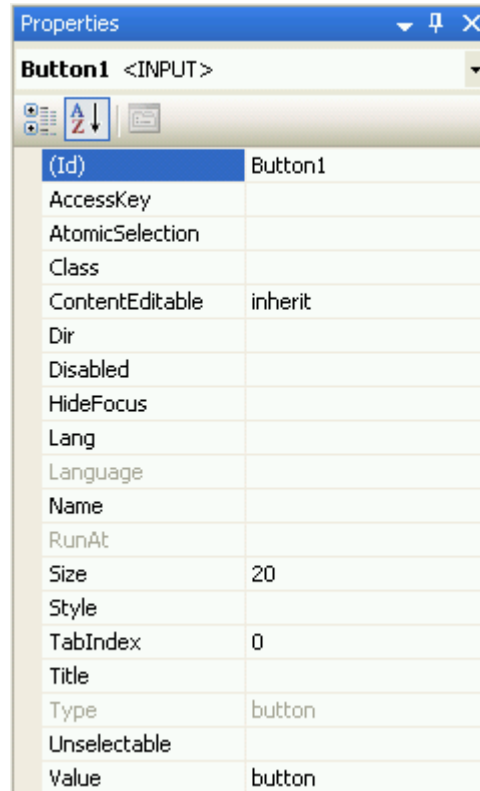 Properties
Button1 <INPUT>
A
Z
(Id) Button1
AccessKey
AtomicSelection
Class
ContentEditable inherit
Dir
Disabled
HideFocus
Lang
Language
Name
RunAt
Size 20
Style
TabIndex 0
Title
Type button
Unselectable
Value button